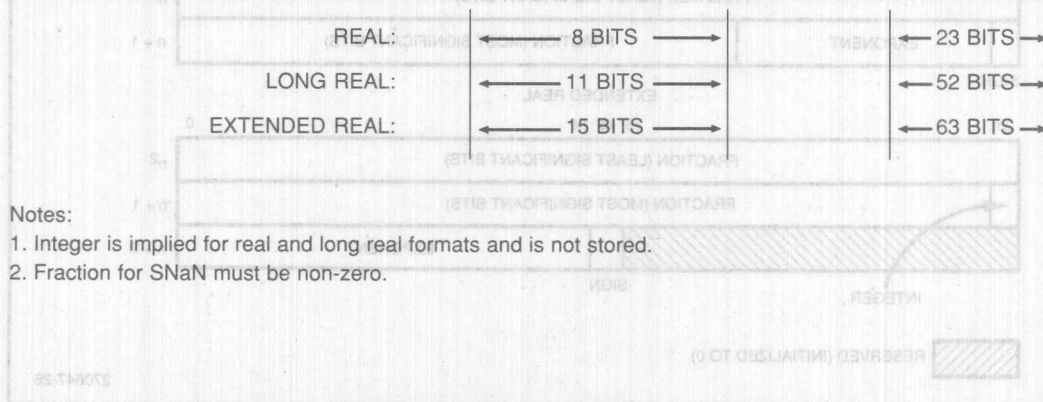 REAL: 8 BITS 23 BITS
LONG REAL: 11 BITS 52 BITS
EXTENDED REAL: 15 BITS 63 BITS
Notes:
1. Integer is implied for real and long real formats and is not stored.
2. Fraction for SNaN must be non-zero.